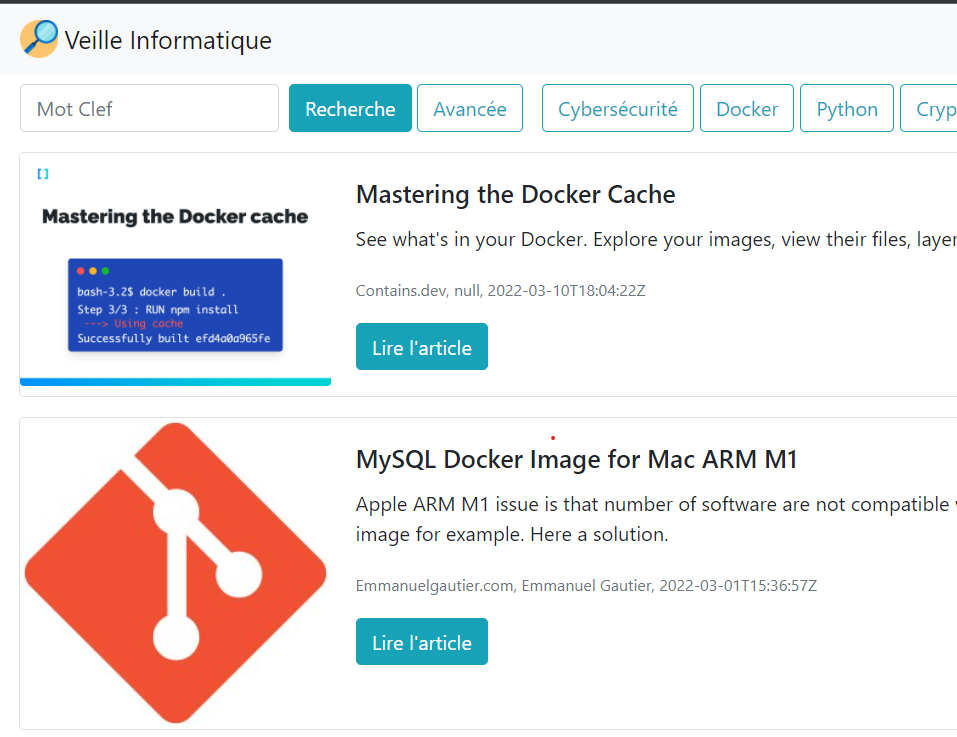 Veille Informatique
Mot Clef
Recherche
Avancée
Cybersécurité
Docker
Python
Cryp
[]
Mastering the Docker cache
bash-3.2$ docker build .
Step 3/3 : RUN npm install
---> Using cache
Successfully built efd4a0a965fe
Mastering the Docker Cache
See what's in your Docker. Explore your images, view their files, layer
Contains.dev, null, 2022-03-10T18:04:22Z
Lire l'article
MySQL Docker Image for Mac ARM M1
Apple ARM M1 issue is that number of software are not compatible
image for example. Here a solution.
Emmanuelgautier.com, Emmanuel Gautier, 2022-03-01T15:36:57Z
Lire l'article